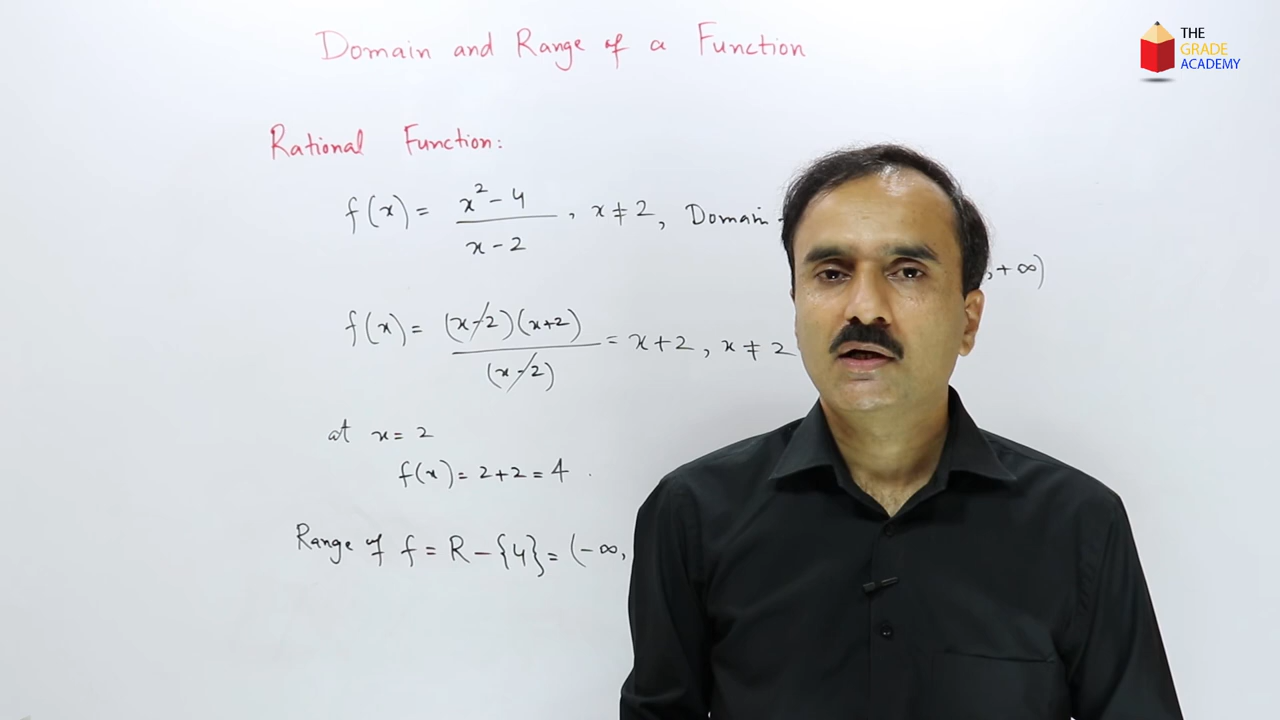 Domain and Range of a Function
THE
GRADE
ACADEMY
Rational Function:
f(x) = x² - 4 / x - 2 , x ≠ 2, Domain -
, +∞)
f(x) = (x-2)(x+2) / (x-2) = x + 2 , x ≠ 2
at x = 2
f(x) = 2 + 2 = 4 .
Range of f = R - {4} = (-∞,